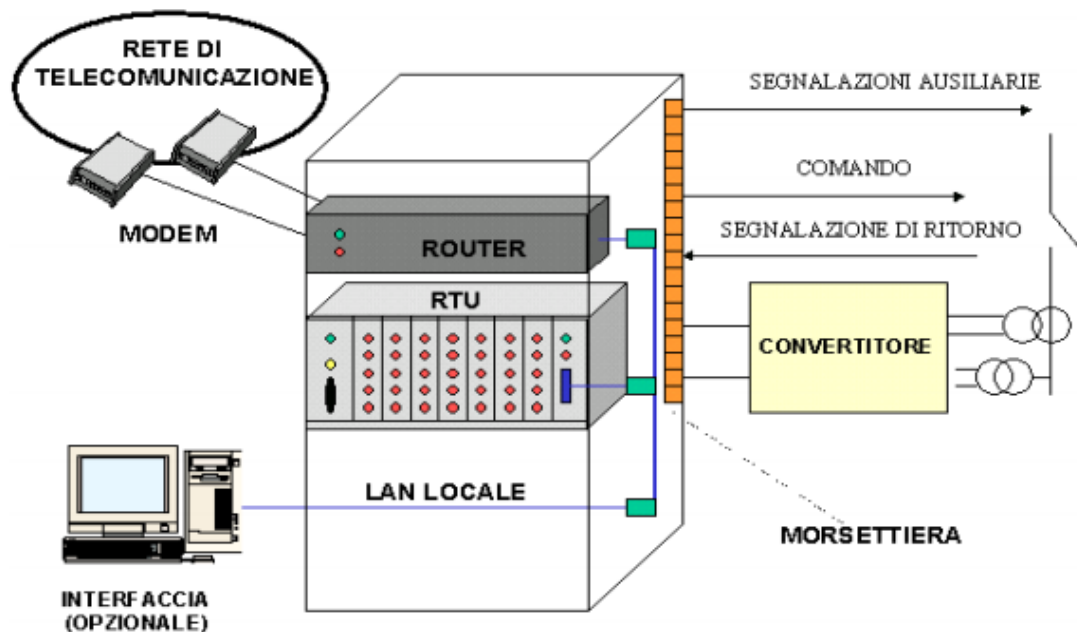 RETE DI
TELECOMUNICAZIONE
SEGNALAZIONI AUSILIARIE
COMANDO
MODEM
SEGNALAZIONE DI RITORNO
ROUTER
RTU
CONVERTITORE
LAN LOCALE
MORSETTIERA
INTERFACCIA
(OPZIONALE)